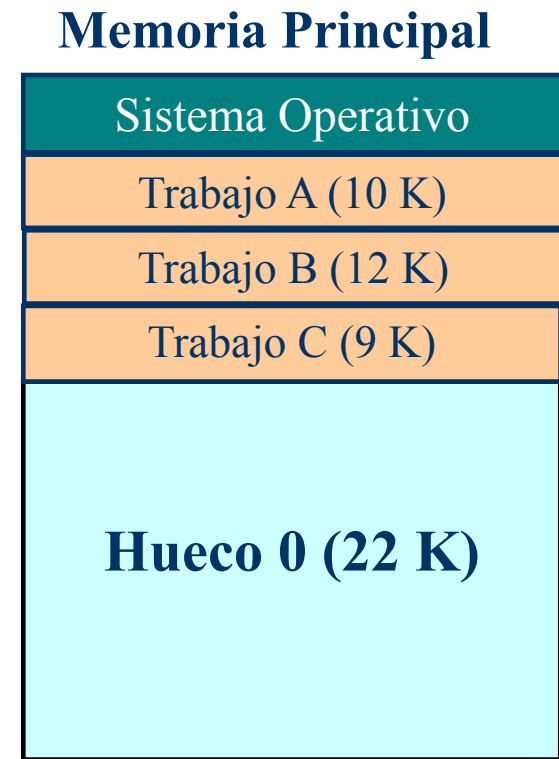 Memoria Principal
Sistema Operativo
Trabajo A (10 K)
Trabajo B (12 K)
Trabajo C (9 K)
Hueco 0 (22 K)